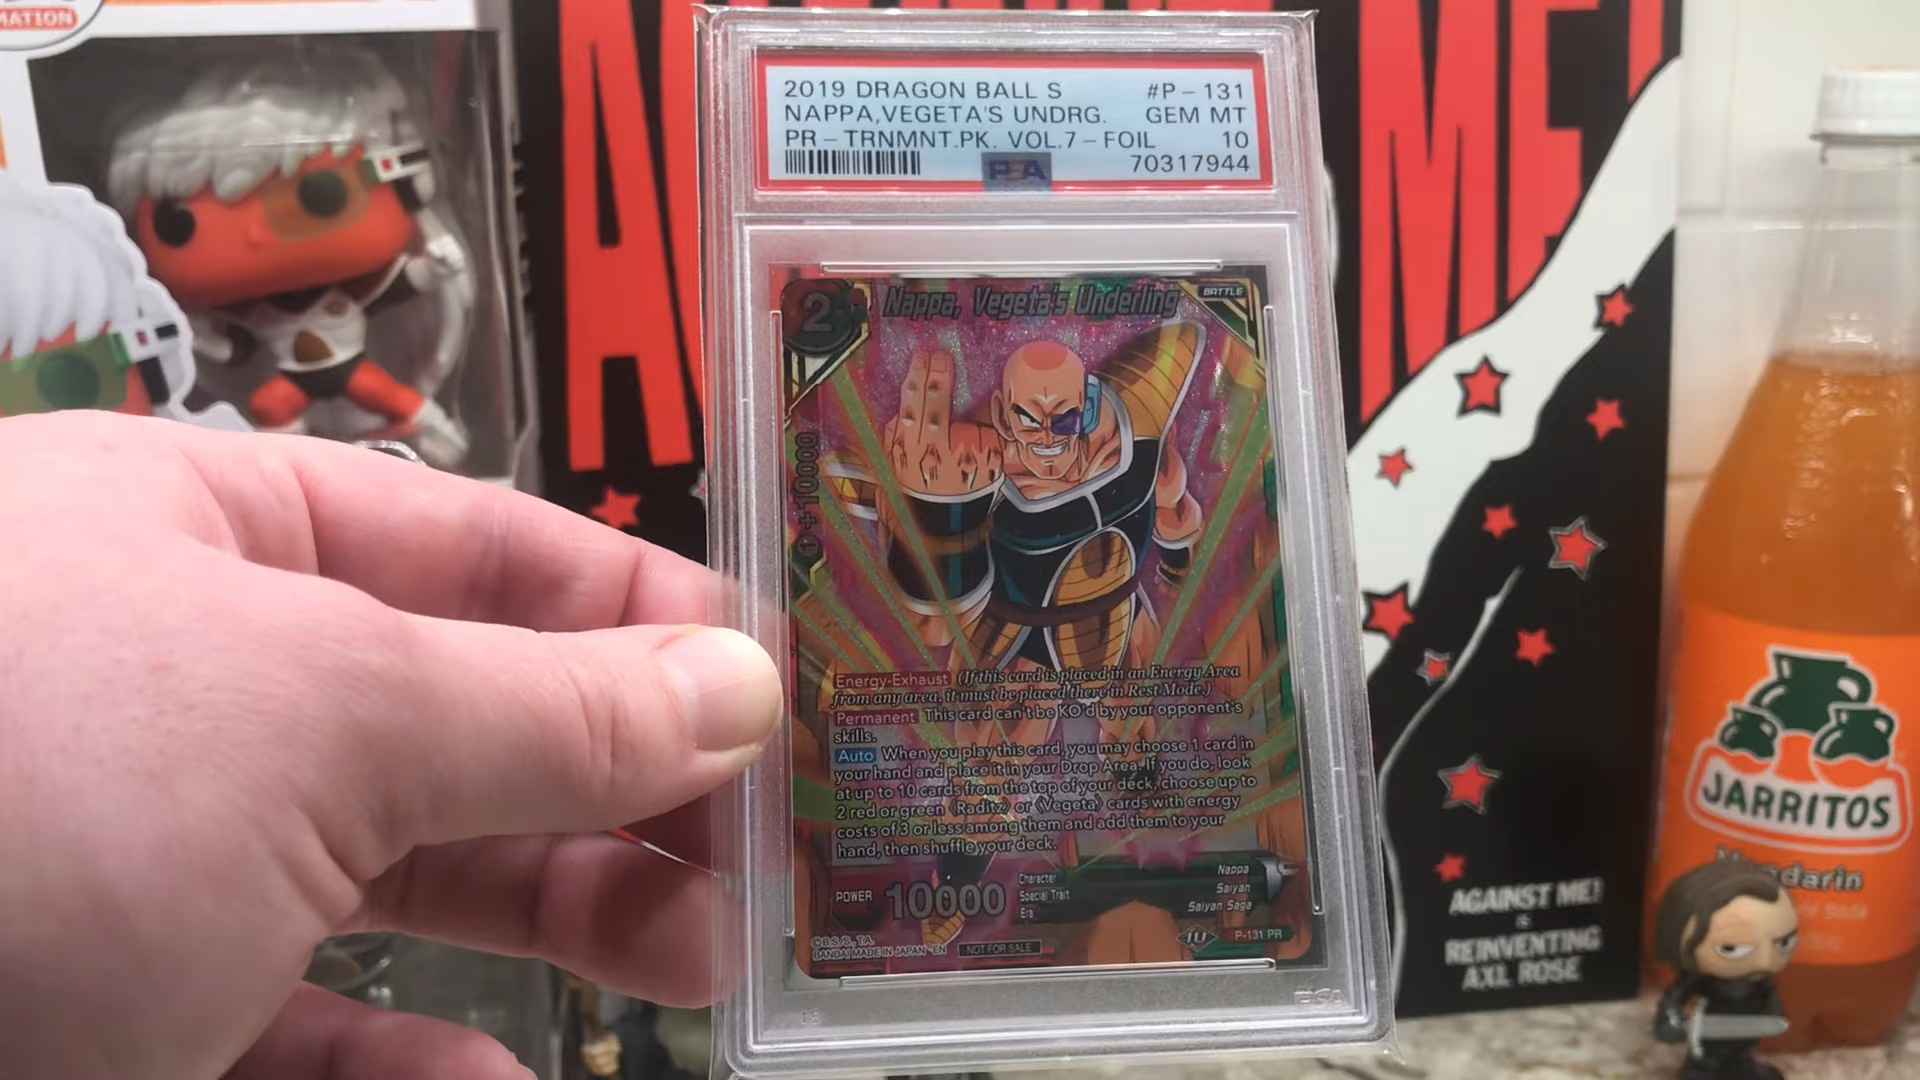 MATION
AGAINST ME!
2019 DRAGON BALL S #P-131
NAPPA,VEGETA'S UNDRG. GEM MT
PR-TRNMNT.PK. VOL.7-FOIL 10
PSA 70317944
2 Nappa, Vegeta's Underling BATTLE
1 +10000
Energy-Exhaust (If this card is placed in an Energy Area
from any area, it must be placed there in Rest Mode.)
Permanent This card can't be KO'd by your opponent's
skills.
Auto When you play this card, you may choose 1 card in
your hand and place it in your Drop Area. If you do, look
at up to 10 cards from the top of your deck, choose up to
2 red or green 《Raditz》 or 《Vegeta》 cards with energy
costs of 3 or less among them and add them to your
hand, then shuffle your deck.
POWER 10000
Character Nappa
Special Trait Saiyan
Era Saiyan Saga
©B.S./S., T.A.
BANDAI MADE IN JAPAN -EN NOT FOR SALE
1U P-131 PR
PSA
AGAINST ME!
IS
REINVENTING
AXL ROSE
JARRITOS
Mandarin